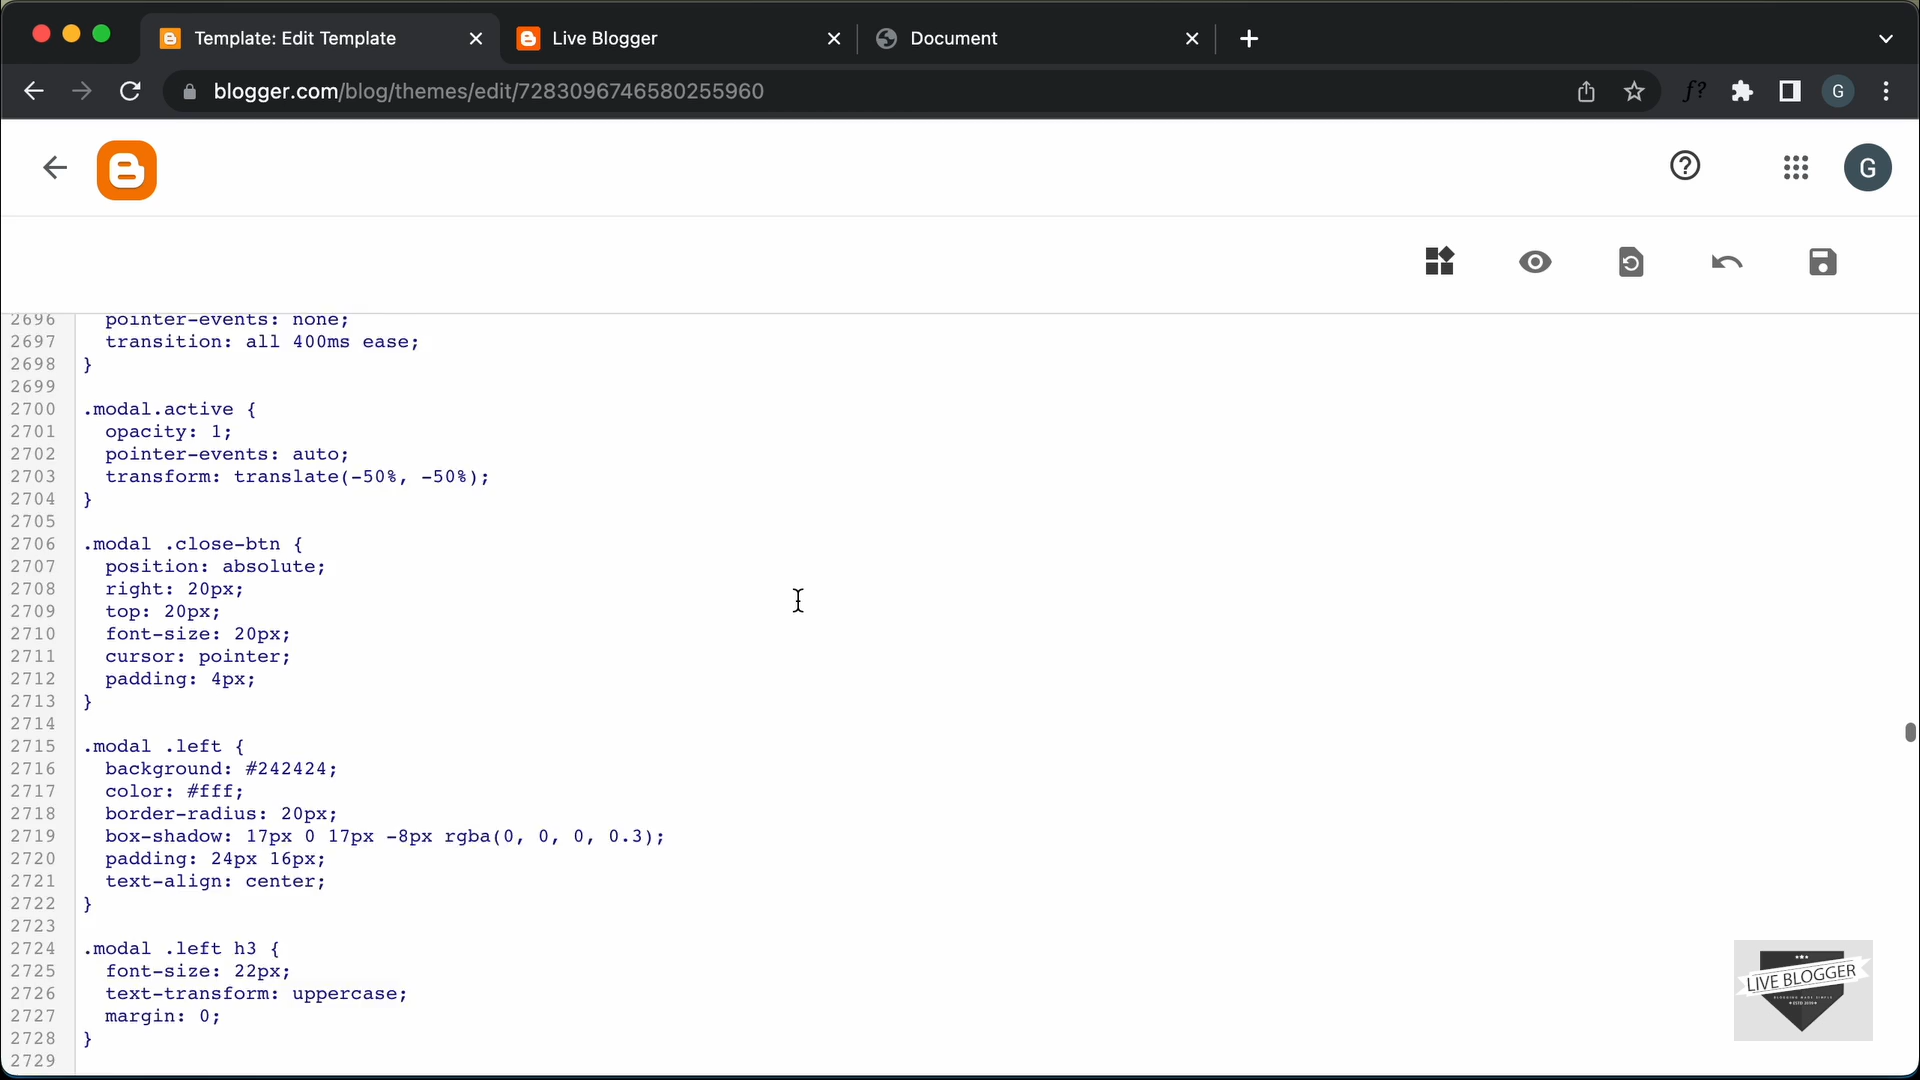 Template: Edit Template
Live Blogger
Document
blogger.com/blog/themes/edit/7283096746580255960
f?
G
G
2696 pointer-events: none;
2697 transition: all 400ms ease;
2698 }
2699
2700 .modal.active {
2701 opacity: 1;
2702 pointer-events: auto;
2703 transform: translate(-50%, -50%);
2704 }
2705
2706 .modal .close-btn {
2707 position: absolute;
2708 right: 20px;
2709 top: 20px;
2710 font-size: 20px;
2711 cursor: pointer;
2712 padding: 4px;
2713 }
2714
2715 .modal .left {
2716 background: #242424;
2717 color: #fff;
2718 border-radius: 20px;
2719 box-shadow: 17px 0 17px -8px rgba(0, 0, 0, 0.3);
2720 padding: 24px 16px;
2721 text-align: center;
2722 }
2723
2724 .modal .left h3 {
2725 font-size: 22px;
2726 text-transform: uppercase;
2727 margin: 0;
2728 }
2729
LIVE BLOGGER